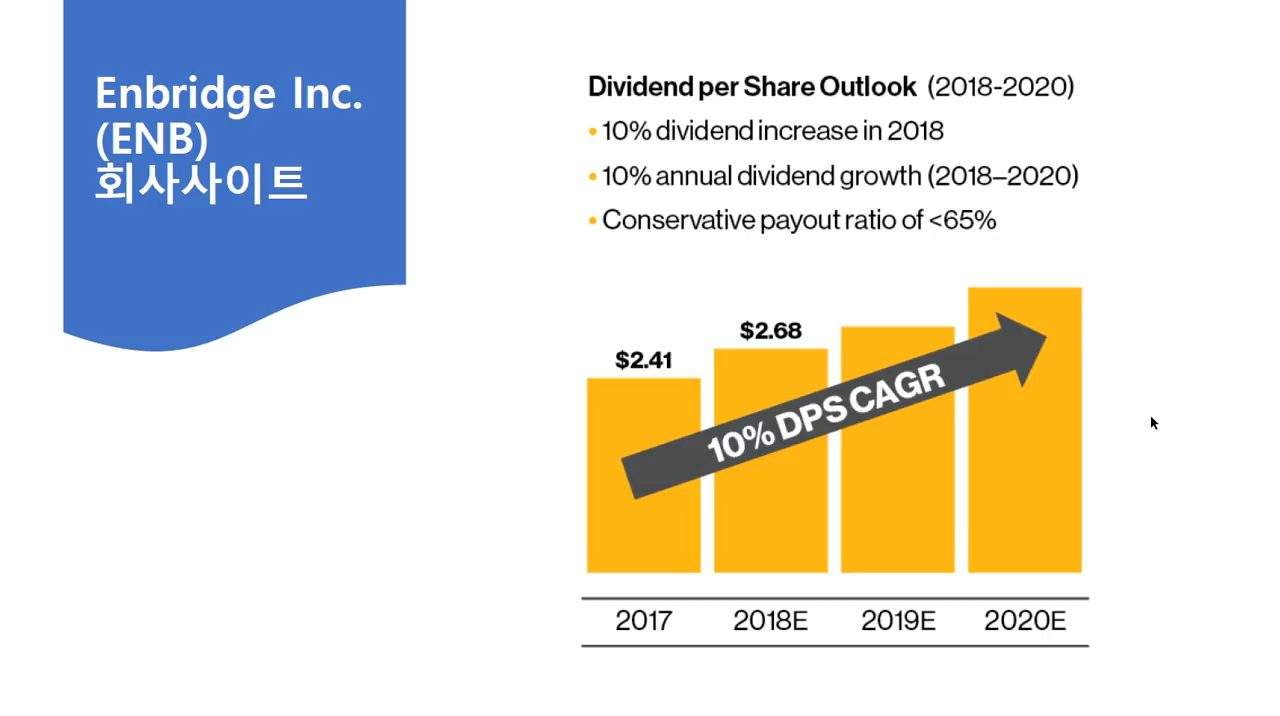 Enbridge Inc.
(ENB)
회사사이트
Dividend per Share Outlook (2018-2020)
• 10% dividend increase in 2018
• 10% annual dividend growth (2018–2020)
• Conservative payout ratio of <65%
$2.41
$2.68
10% DPS CAGR
2017 2018E 2019E 2020E